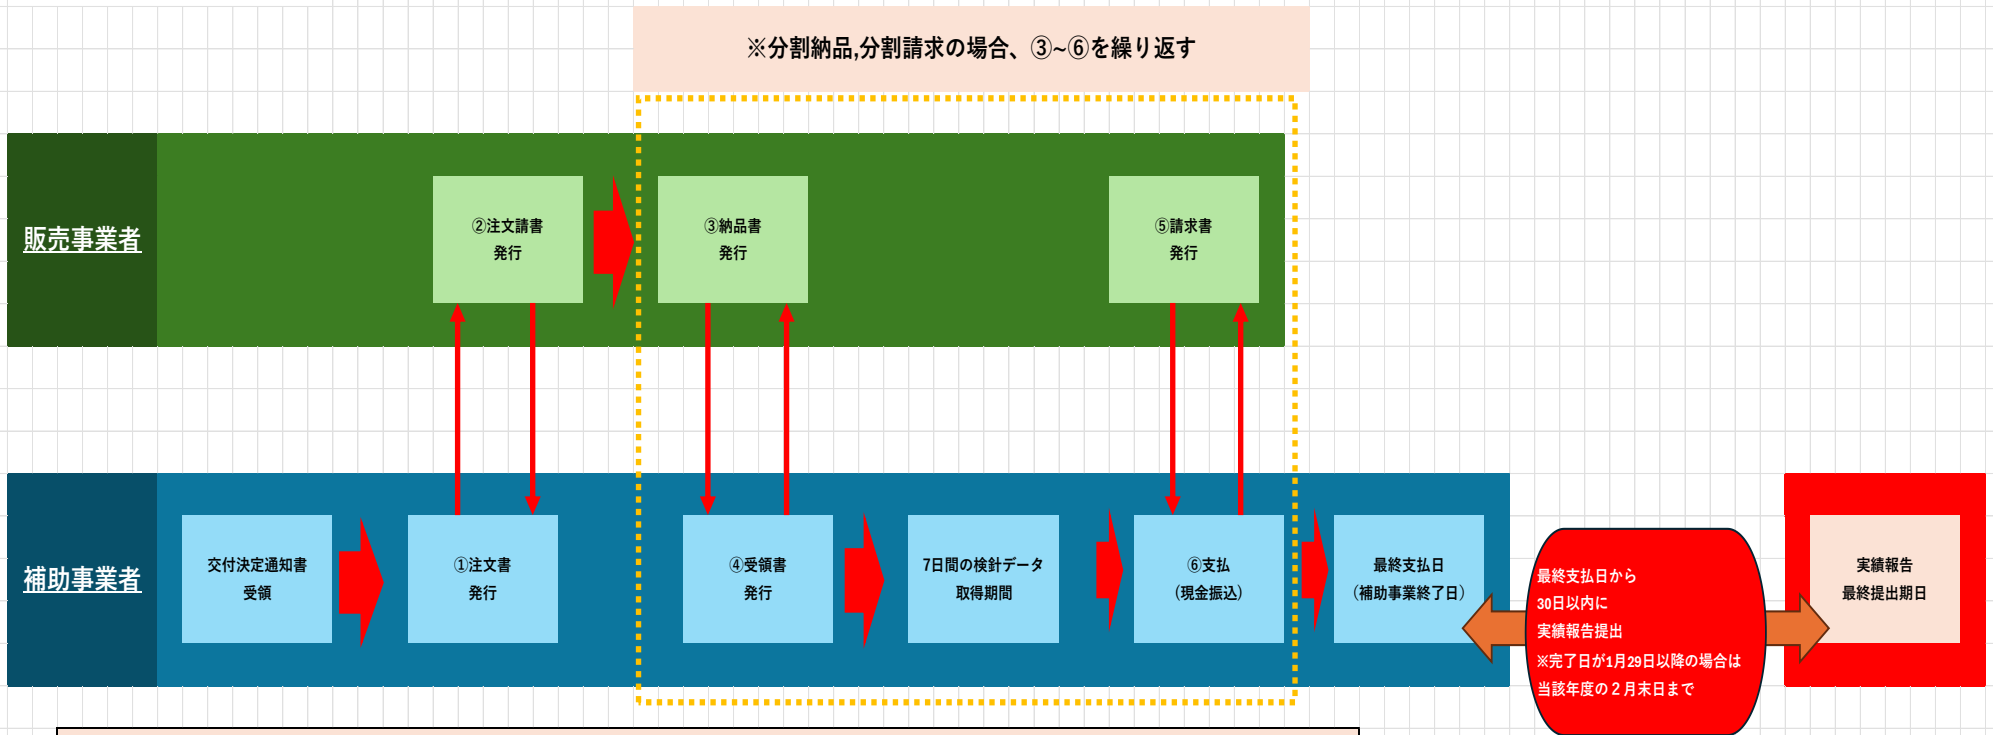 ※分割納品,分割請求の場合、③~⑥を繰り返す
販売事業者
②注文請書
発行
③納品書
発行
⑤請求書
発行
補助事業者
交付決定通知書
受領
①注文書
発行
④受領書
発行
7日間の検針データ
取得期間
⑥支払
（現金振込）
最終支払日
（補助事業終了日）
最終支払日から
30日以内に
実績報告提出
※完了日が1月29日以降の場合は
当該年度の２月末日まで
実績報告
最終提出期日